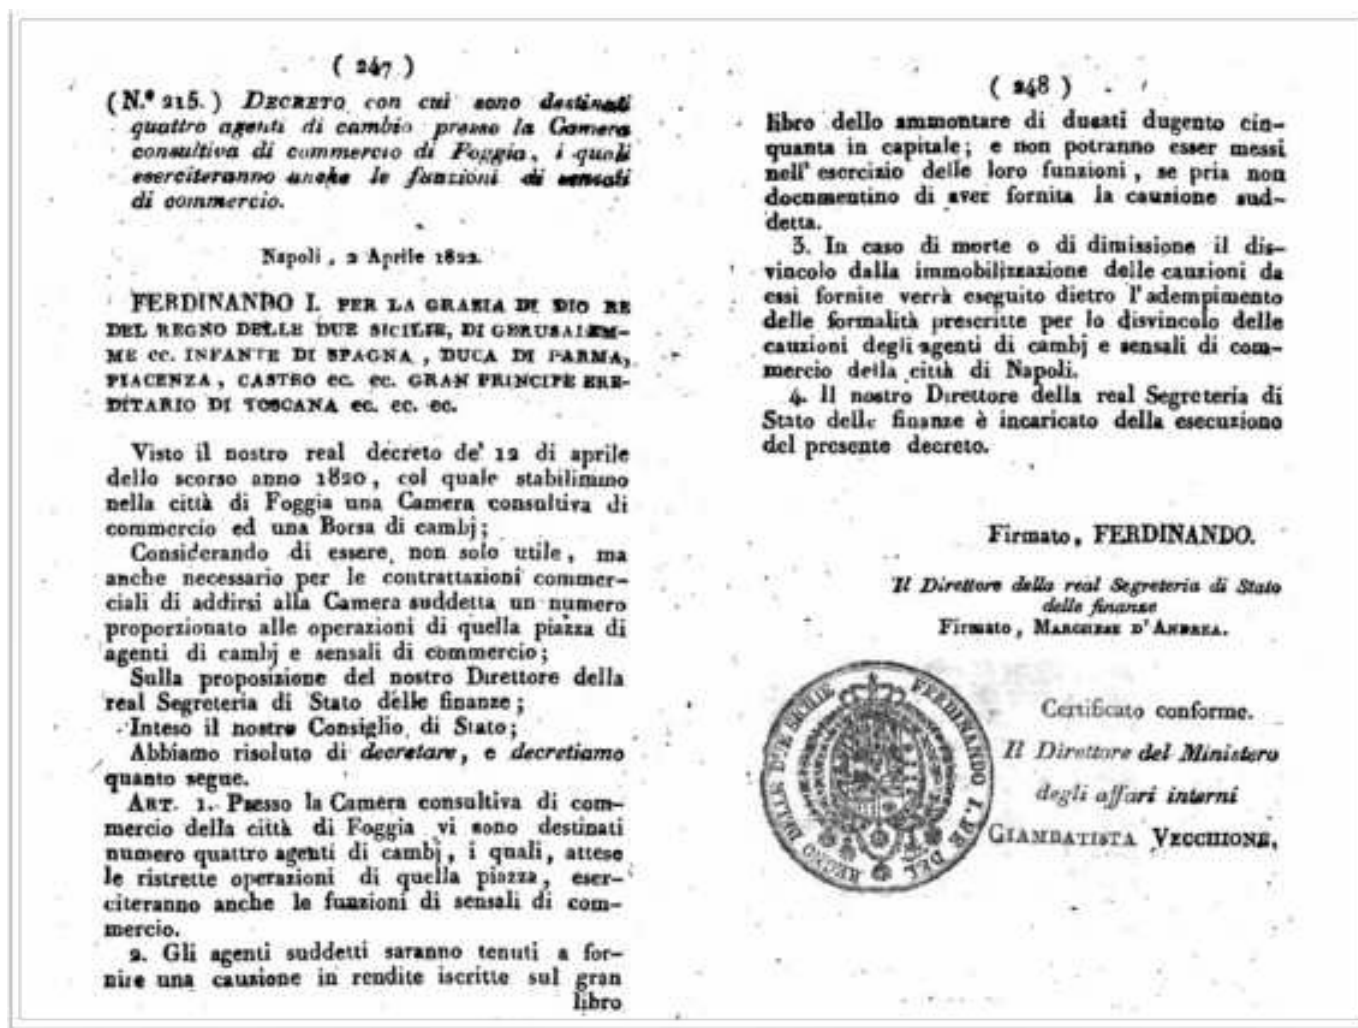 ( 247 )
( N.° 215. ) DECRETO con cui sono destinati
quattro agenti di cambio presso la Camera
consultiva di commercio di Foggia, i quali
eserciteranno anche le funzioni di sensali
di commercio.
Napoli, 2 Aprile 1822.
FERDINANDO I. PER LA GRAZIA DI DIO RE
DEL REGNO DELLE DUE SICILIE, DI GERUSALEM-
ME ec. INFANTE DI SPAGNA, DUCA DI PARMA,
PIACENZA, CASTRO ec. ec. GRAN PRINCIPE ERE-
DITARIO DI TOSCANA ec. ec. ec.
Visto il nostro real decreto de' 12 di aprile
dello scorso anno 1820, col quale stabilimmo
nella città di Foggia una Camera consultiva di
commercio ed una Borsa di cambj;
Considerando di essere non solo utile, ma
anche necessario per le contrattazioni commer-
ciali di addirsi alla Camera suddetta un numero
proporzionato alle operazioni di quella piazza di
agenti di cambj e sensali di commercio;
Sulla proposizione del nostro Direttore della
real Segreteria di Stato delle finanze;
Inteso il nostro Consiglio di Stato;
Abbiamo risoluto di decretare, e decretiamo
quanto segue.
ART. 1. Presso la Camera consultiva di com-
mercio della città di Foggia vi sono destinati
numero quattro agenti di cambj, i quali, attese
le ristrette operazioni di quella piazza, eser-
citeranno anche le funzioni di sensali di com-
mercio.
2. Gli agenti suddetti saranno tenuti a for-
nire una cauzione in rendite iscritte sul gran
libro
( 248 )
libro dello ammontare di ducati dugento cin-
quanta in capitale; e non potranno esser messi
nell' esercizio delle loro funzioni, se pria non
documentino di aver fornita la cauzione sud-
detta.
3. In caso di morte o di dimissione il dis-
vincolo dalla immobilizzazione delle cauzioni da
essi fornite verrà eseguito dietro l'adempimento
delle formalità prescritte per lo disvincolo delle
cauzioni degli agenti di cambj e sensali di com-
mercio della città di Napoli.
4. Il nostro Direttore della real Segreteria di
Stato delle finanze è incaricato della esecuzione
del presente decreto.
Firmato, FERDINANDO.
Il Direttore della real Segreteria di Stato
delle finanze
Firmato, MARCHESE D'ANDREA.
FERDINANDO I. RE DEL REGNO DELLE DUE SICILIE
Certificato conforme.
Il Direttore del Ministero
degli affari interni
GIAMBATISTA VECCHIONE.